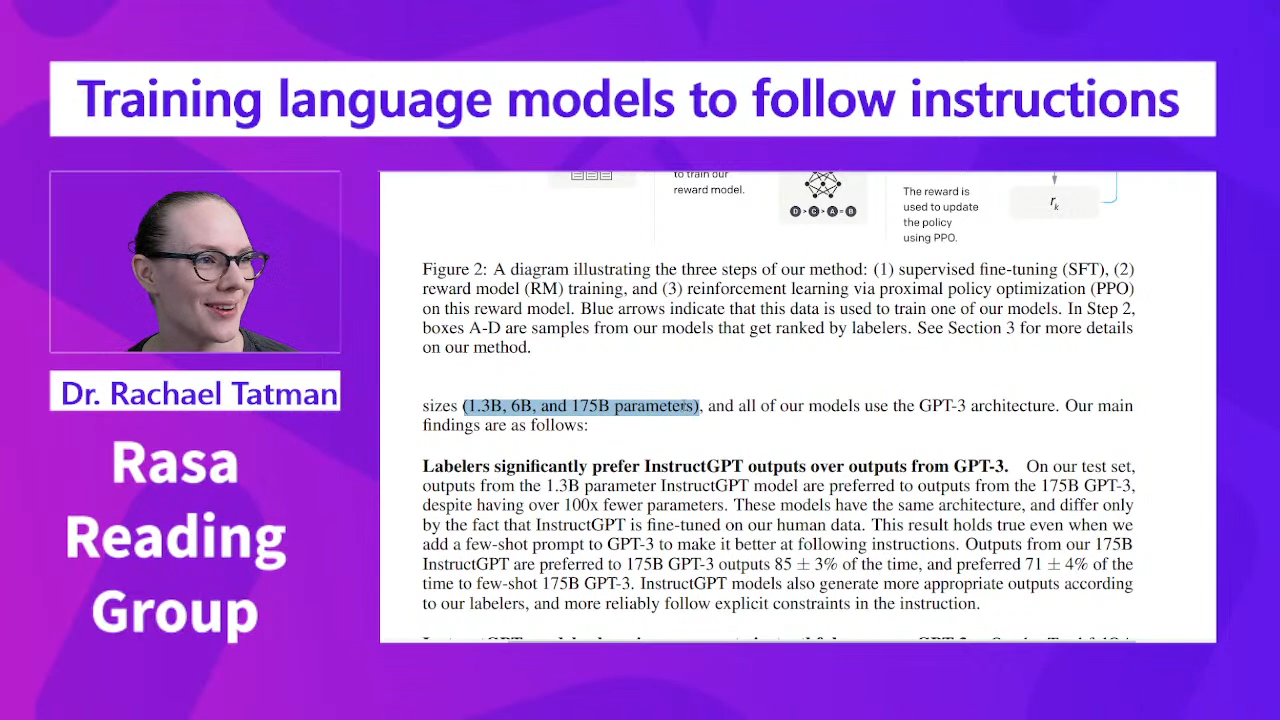 Training language models to follow instructions
to train our
reward model.
D > C > A = B
The reward is
used to update
the policy
using PPO.
rk
Figure 2: A diagram illustrating the three steps of our method: (1) supervised fine-tuning (SFT), (2)
reward model (RM) training, and (3) reinforcement learning via proximal policy optimization (PPO)
on this reward model. Blue arrows indicate that this data is used to train one of our models. In Step 2,
boxes A-D are samples from our models that get ranked by labelers. See Section 3 for more details
on our method.
sizes (1.3B, 6B, and 175B parameters), and all of our models use the GPT-3 architecture. Our main
findings are as follows:
Labelers significantly prefer InstructGPT outputs over outputs from GPT-3. On our test set,
outputs from the 1.3B parameter InstructGPT model are preferred to outputs from the 175B GPT-3,
despite having over 100x fewer parameters. These models have the same architecture, and differ only
by the fact that InstructGPT is fine-tuned on our human data. This result holds true even when we
add a few-shot prompt to GPT-3 to make it better at following instructions. Outputs from our 175B
InstructGPT are preferred to 175B GPT-3 outputs 85 ± 3% of the time, and preferred 71 ± 4% of the
time to few-shot 175B GPT-3. InstructGPT models also generate more appropriate outputs according
to our labelers, and more reliably follow explicit constraints in the instruction.
Dr. Rachael Tatman
Rasa
Reading
Group